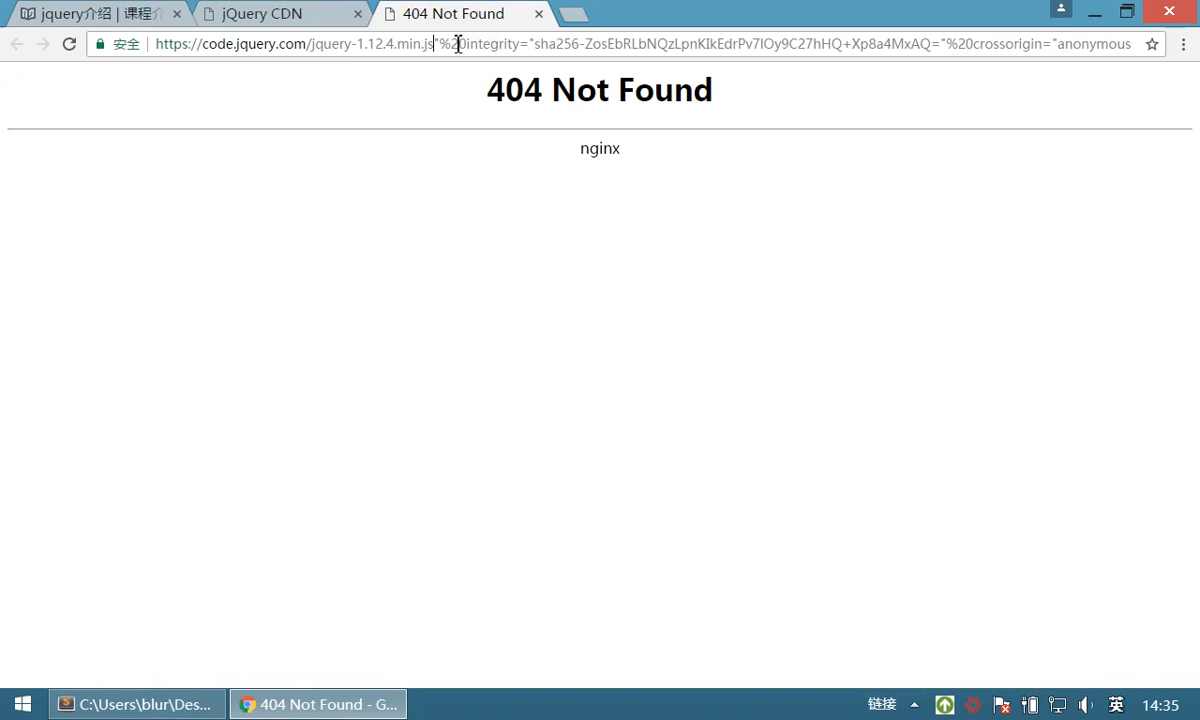 jquery介绍 | 课程介
jQuery CDN
404 Not Found
安全
https://code.jquery.com/jquery-1.12.4.min.js"%20integrity="sha256-ZosEbRLbNQzLpnKIkEdrPv7lOy9C27hHQ+Xp8a4MxAQ="%20crossorigin="anonymous
404 Not Found
nginx
C:\Users\blur\Des...
404 Not Found - G...
链接
英
14:35